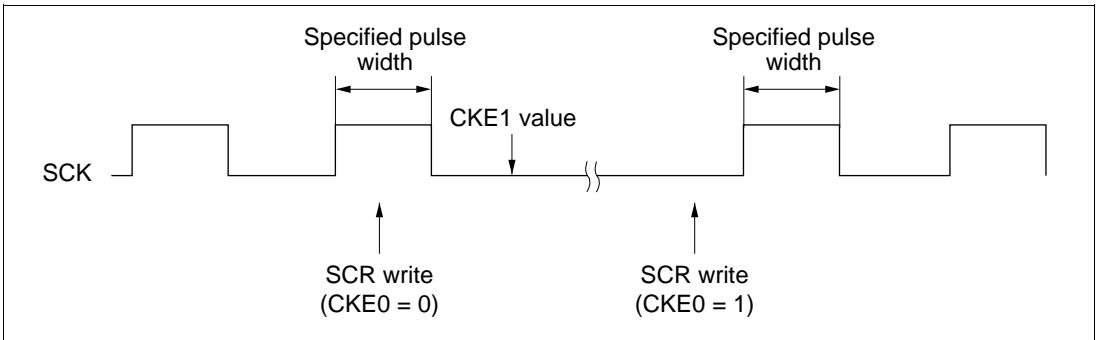 Specified pulse
width
Specified pulse
width
CKE1 value
SCK
SCR write
(CKE0 = 0)
SCR write
(CKE0 = 1)